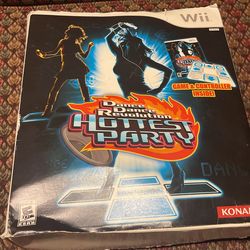 Wii
GAME & CONTROLLER
INSIDE!
Dance
Dance
Revolution
HOTTEST
PARTY
KONAMI